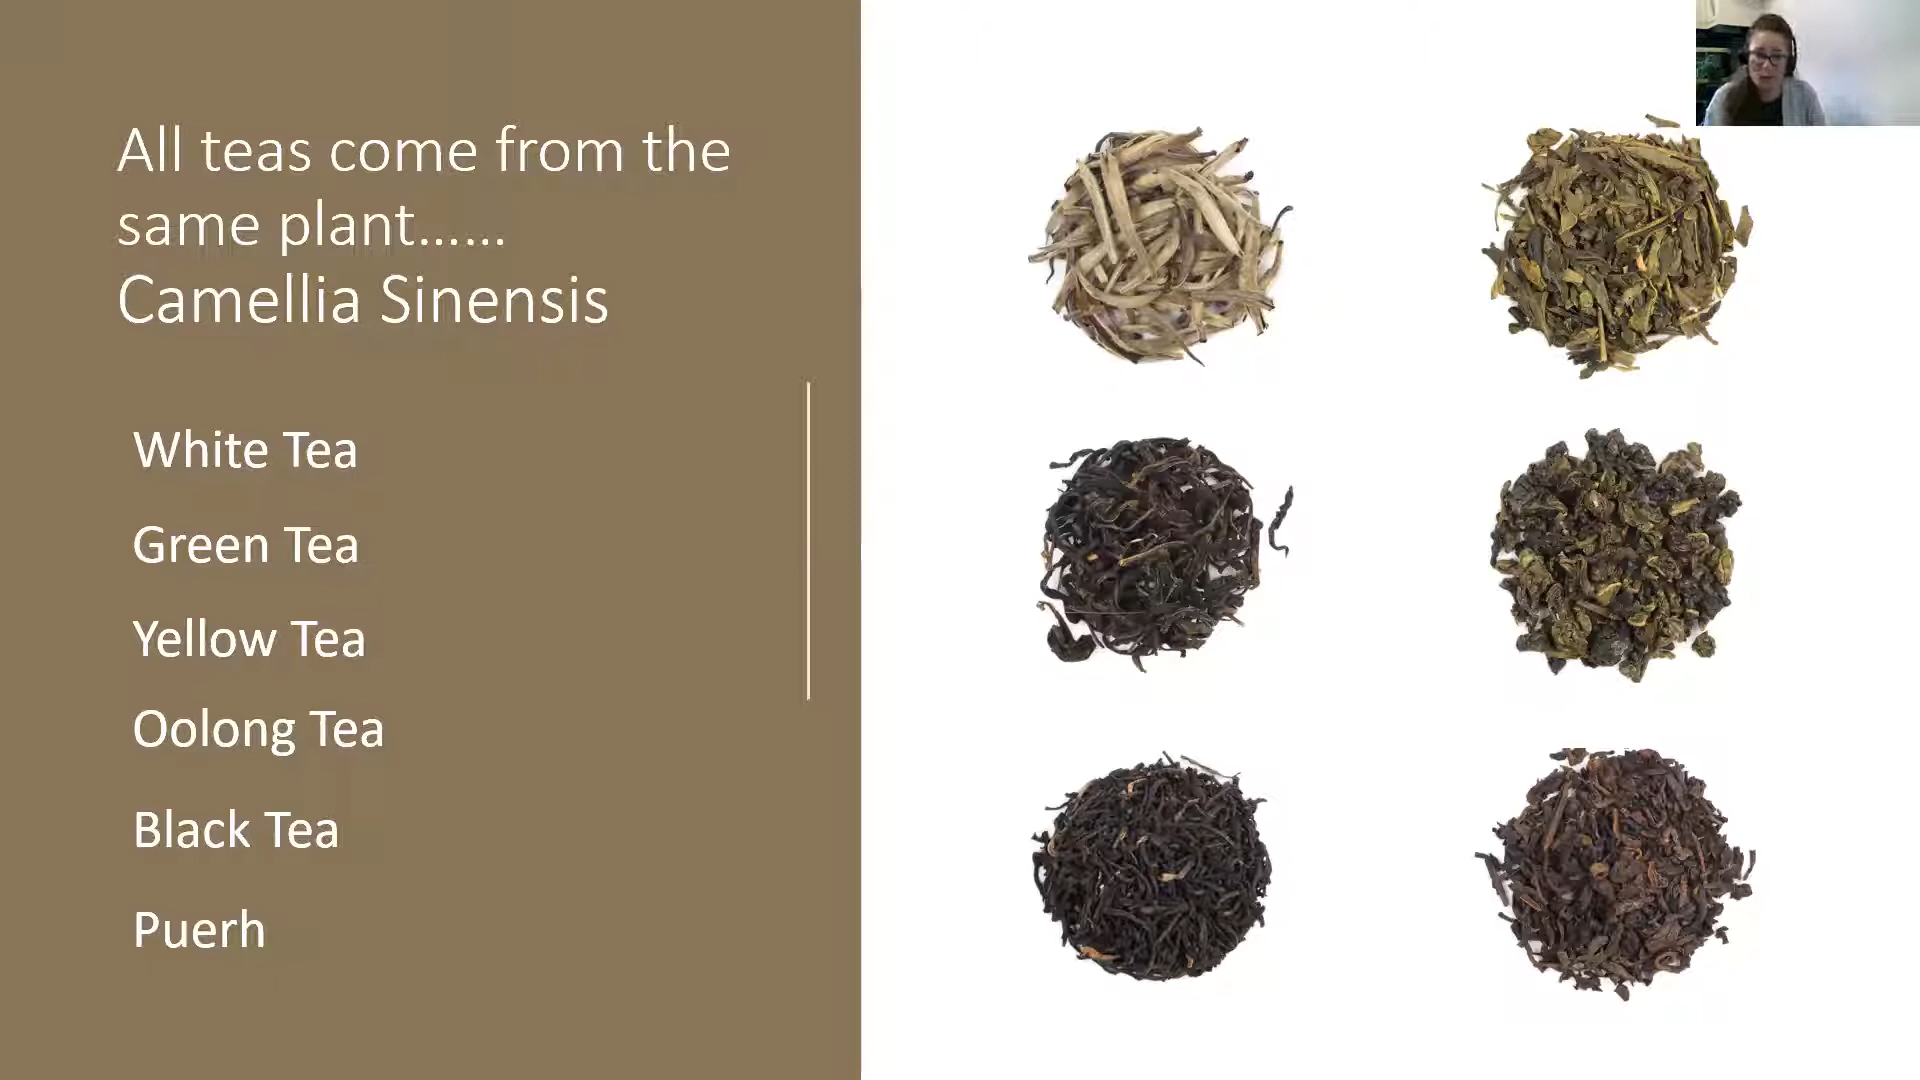 All teas come from the
same plant......
Camellia Sinensis
White Tea
Green Tea
Yellow Tea
Oolong Tea
Black Tea
Puerh